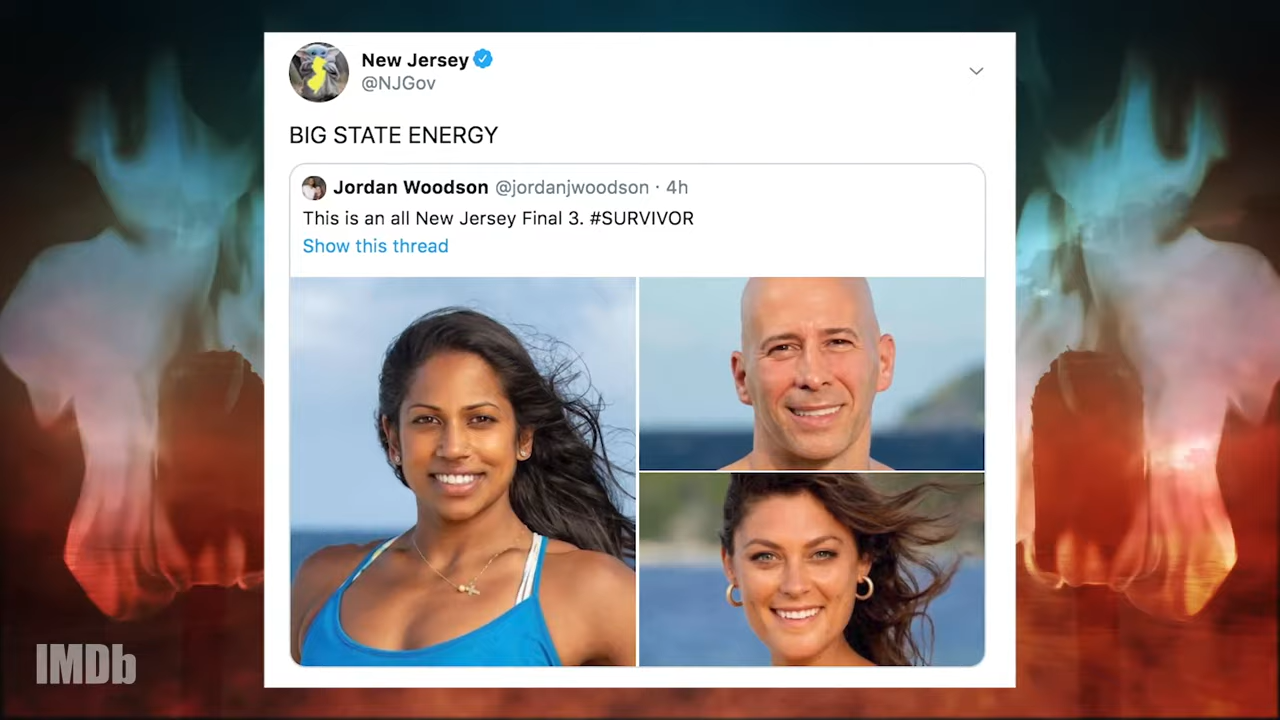 New Jersey
@NJGov
BIG STATE ENERGY
Jordan Woodson @jordanjwoodson · 4h
This is an all New Jersey Final 3. #SURVIVOR
Show this thread
IMDb